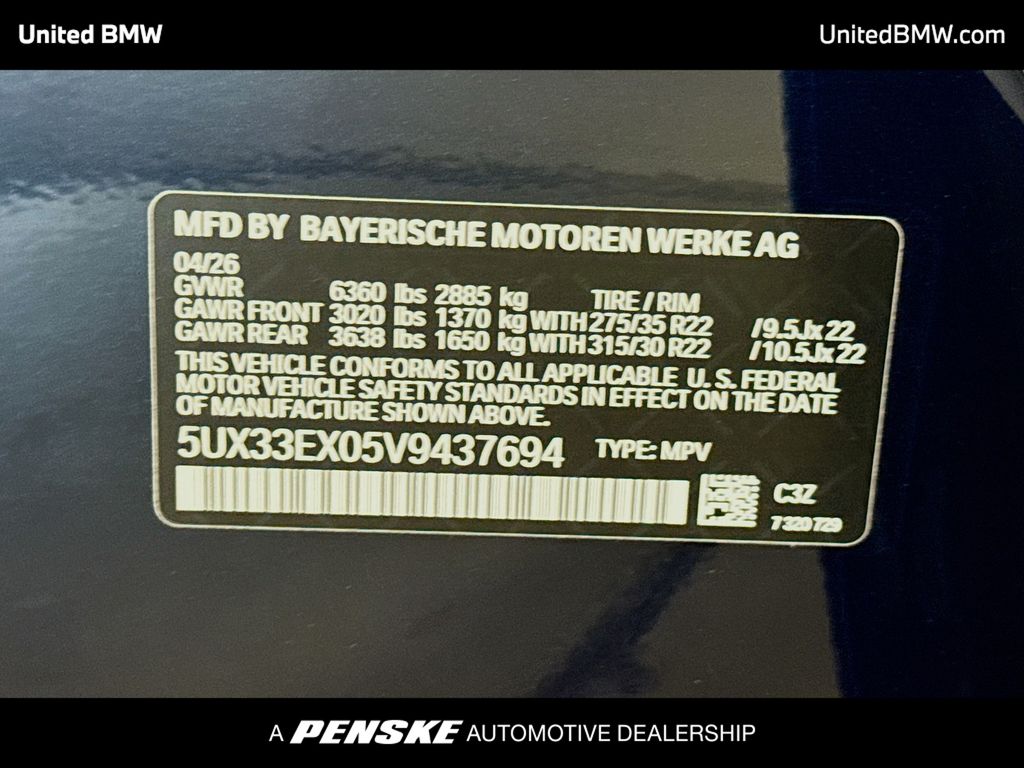 United BMW UnitedBMW.com
MFD BY BAYERISCHE MOTOREN WERKE AG
04/26
GVWR 6360 lbs 2885 kg TIRE / RIM
GAWR FRONT 3020 lbs 1370 kg WITH 275/35 R22 /9.5Jx22
GAWR REAR 3638 lbs 1650 kg WITH 315/30 R22 /10.5Jx22
THIS VEHICLE CONFORMS TO ALL APPLICABLE U. S. FEDERAL
MOTOR VEHICLE SAFETY STANDARDS IN EFFECT ON THE DATE
OF MANUFACTURE SHOWN ABOVE.
5UX33EX05V9437694 TYPE: MPV
C3Z
7320729
A PENSKE AUTOMOTIVE DEALERSHIP